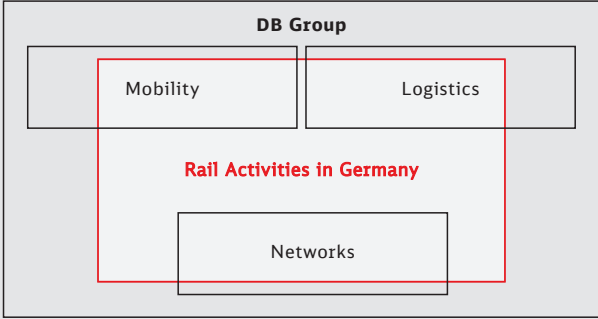 DB Group
Mobility
Logistics
Rail Activities in Germany
Networks